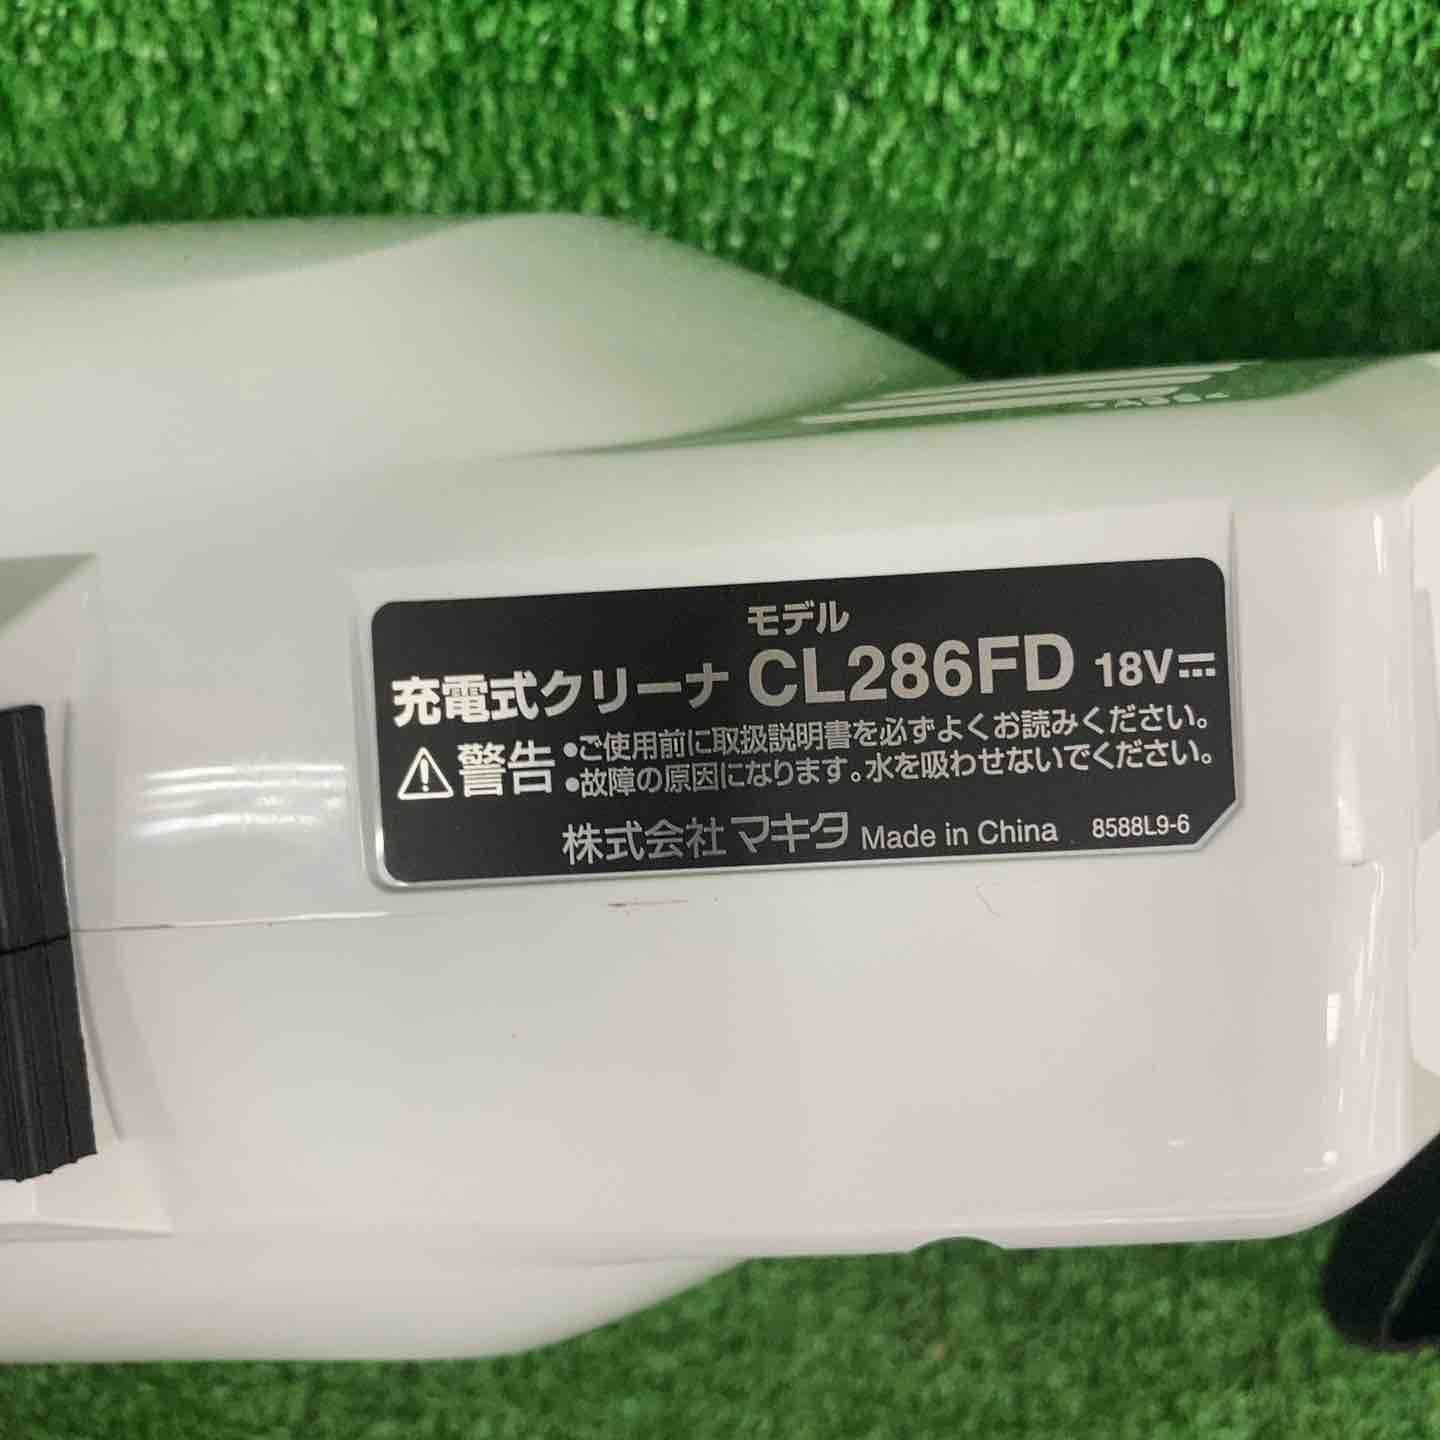 モデル
充電式クリーナ CL286FD 18V⎓
⚠警告 •ご使用前に取扱説明書を必ずよくお読みください。
•故障の原因になります。水を吸わせないでください。
株式会社マキタ Made in China 8588L9-6